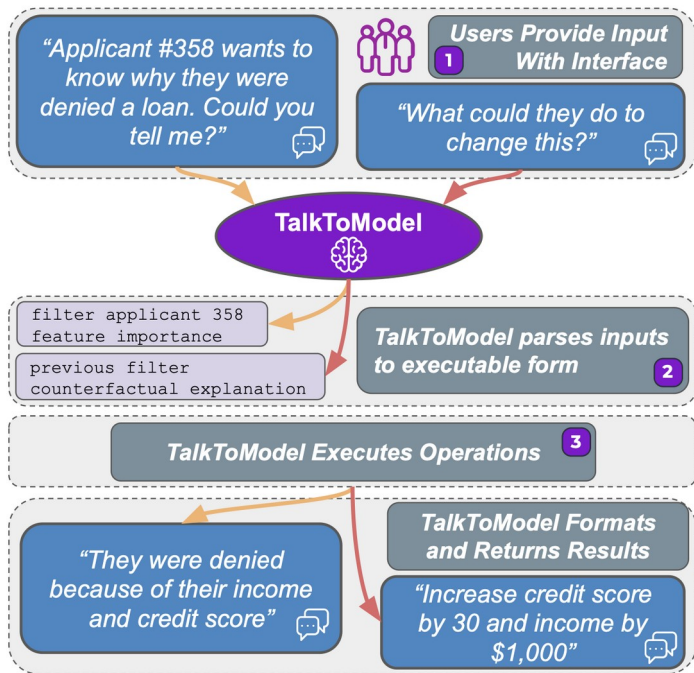 “Applicant #358 wants to
know why they were
denied a loan. Could you
tell me?”
Users Provide Input
With Interface
1
“What could they do to
change this?”
TalkToModel
filter applicant 358
feature importance
previous filter
counterfactual explanation
TalkToModel parses inputs
to executable form
2
TalkToModel Executes Operations
3
“They were denied
because of their income
and credit score”
TalkToModel Formats
and Returns Results
“Increase credit score
by 30 and income by
$1,000”